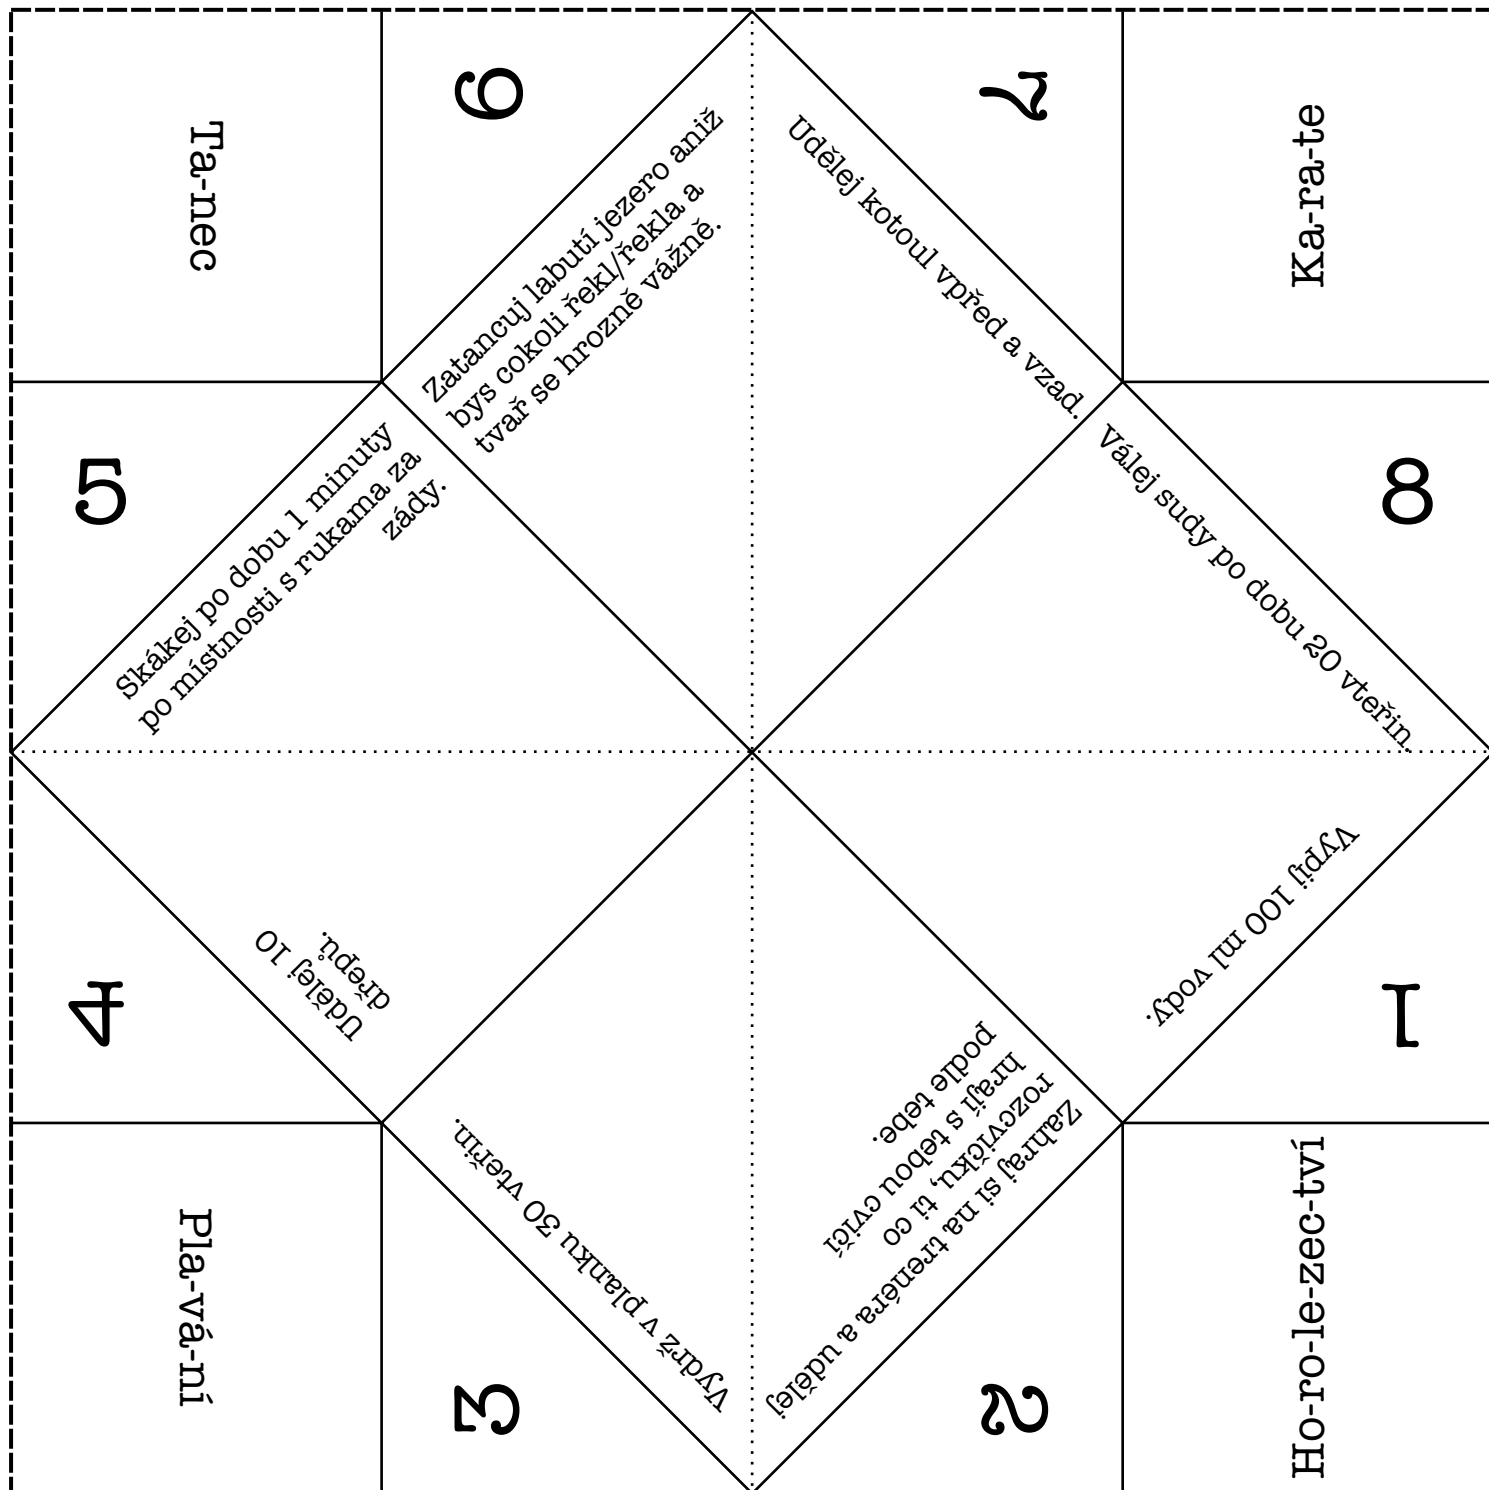 Ta-nec
6
7
Ka-ra-te
Zatancuj labutí jezero aniž
bys cokoli řekl/řekla a
tvař se hrozně vážně.
Udělej kotoul vpřed a vzad.
5
Skákej po dobu 1 minuty
po místnosti s rukama za
zády.
Válej sudy po dobu 20 vteřin.
8
4
Udělej 10
dřepů.
Vypij 100 ml vody.
1
Pla-vá-ní
3
Vydrž v planku 30 vteřin.
Zahraj si na trenéra a udělej
rozcvičku, ti co
hrají s tebou cvičí
podle tebe.
2
Ho-ro-le-zec-tví